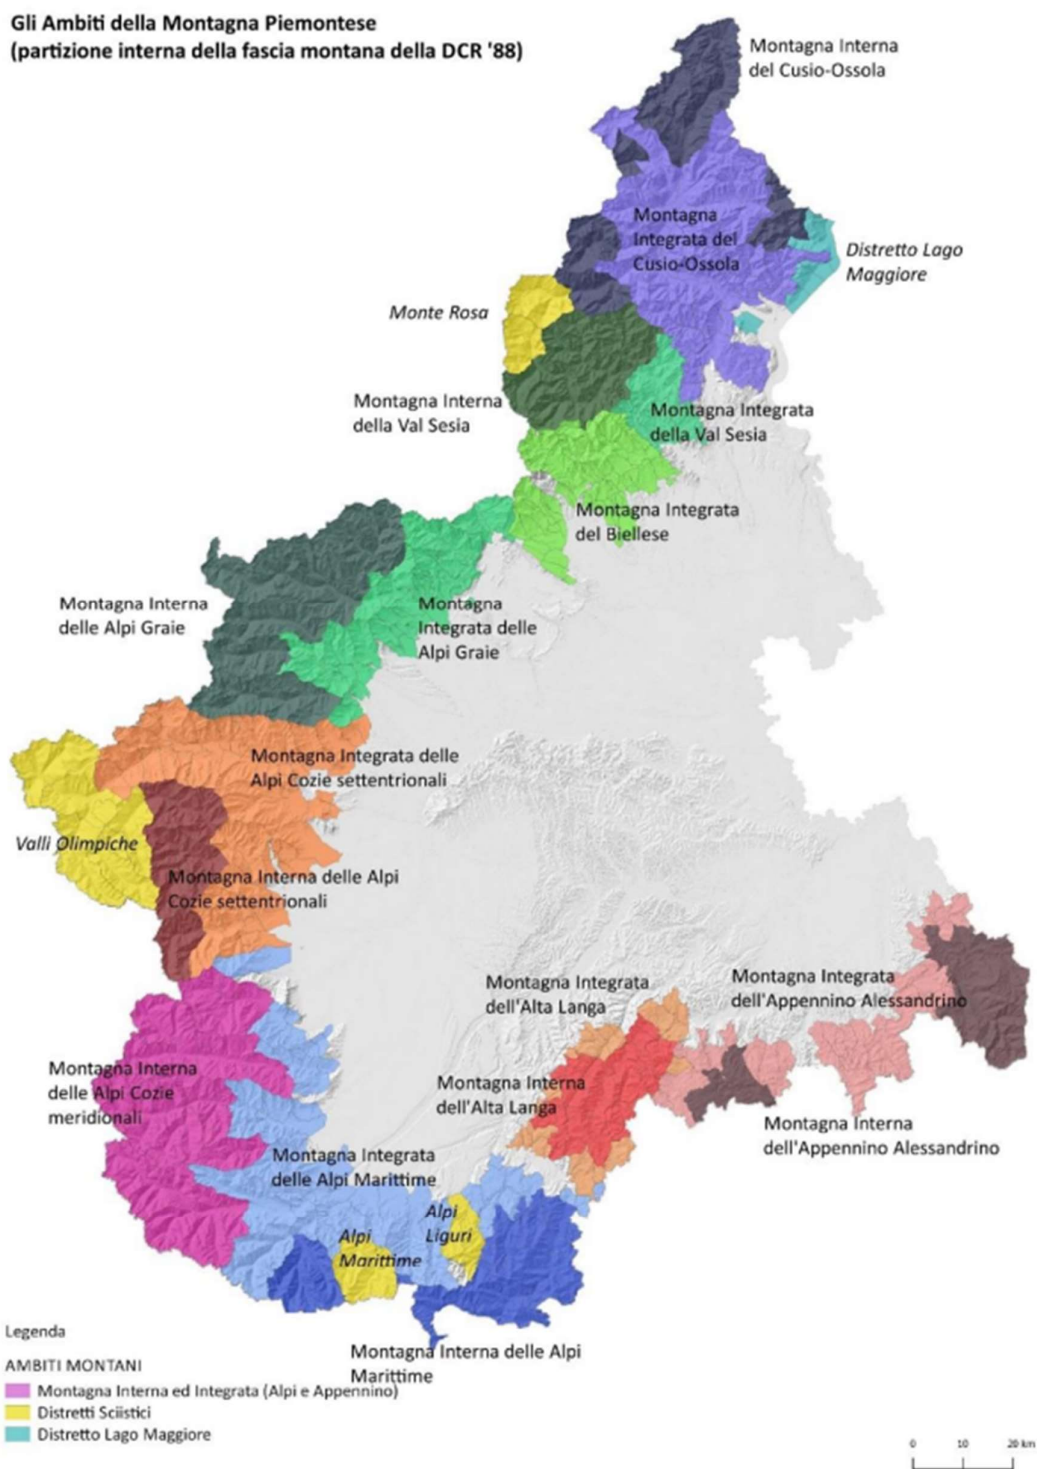 Gli Ambiti della Montagna Piemontese
(partizione interna della fascia montana della DCR '88)
Montagna Interna
del Cusio-Ossola
Montagna
Integrata del
Cusio-Ossola
Distretto Lago
Maggiore
Monte Rosa
Montagna Interna
della Val Sesia
Montagna Integrata
della Val Sesia
Montagna Integrata
del Biellese
Montagna Interna
delle Alpi Graie
Montagna
Integrata delle
Alpi Graie
Montagna Integrata delle
Alpi Cozie settentrionali
Valli Olimpiche
Montagna Interna delle Alpi
Cozie settentrionali
Montagna Integrata
dell'Alta Langa
Montagna Integrata
dell'Appennino Alessandrino
Montagna Interna
delle Alpi Cozie
meridionali
Montagna Interna
dell'Alta Langa
Montagna Interna
dell'Appennino Alessandrino
Montagna Integrata
delle Alpi Marittime
Alpi
Liguri
Alpi
Marittime
Montagna Interna delle Alpi
Marittime
Legenda
AMBITI MONTANI
Montagna Interna ed Integrata (Alpi e Appennino)
Distretti Sciistici
Distretto Lago Maggiore
0 10 20 km